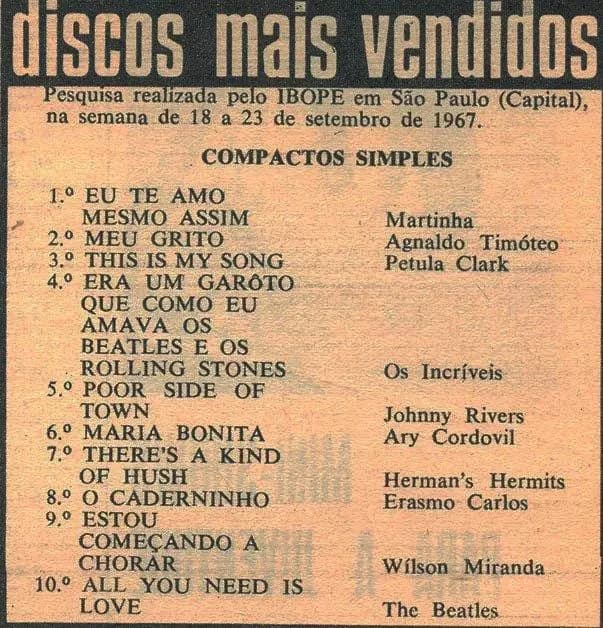 discos mais vendidos
Pesquisa realizada pelo IBOPE em São Paulo (Capital),
na semana de 18 a 23 de setembro de 1967.
COMPACTOS SIMPLES
1.º EU TE AMO
MESMO ASSIM Martinha
2.º MEU GRITO Agnaldo Timóteo
3.º THIS IS MY SONG Petula Clark
4.º ERA UM GARÔTO
QUE COMO EU
AMAVA OS
BEATLES E OS
ROLLING STONES Os Incríveis
5.º POOR SIDE OF
TOWN Johnny Rivers
6.º MARIA BONITA Ary Cordovil
7.º THERE'S A KIND
OF HUSH Herman's Hermits
8.º O CADERNINHO Erasmo Carlos
9.º ESTOU
COMEÇANDO A
CHORAR Wílson Miranda
10.º ALL YOU NEED IS
LOVE The Beatles